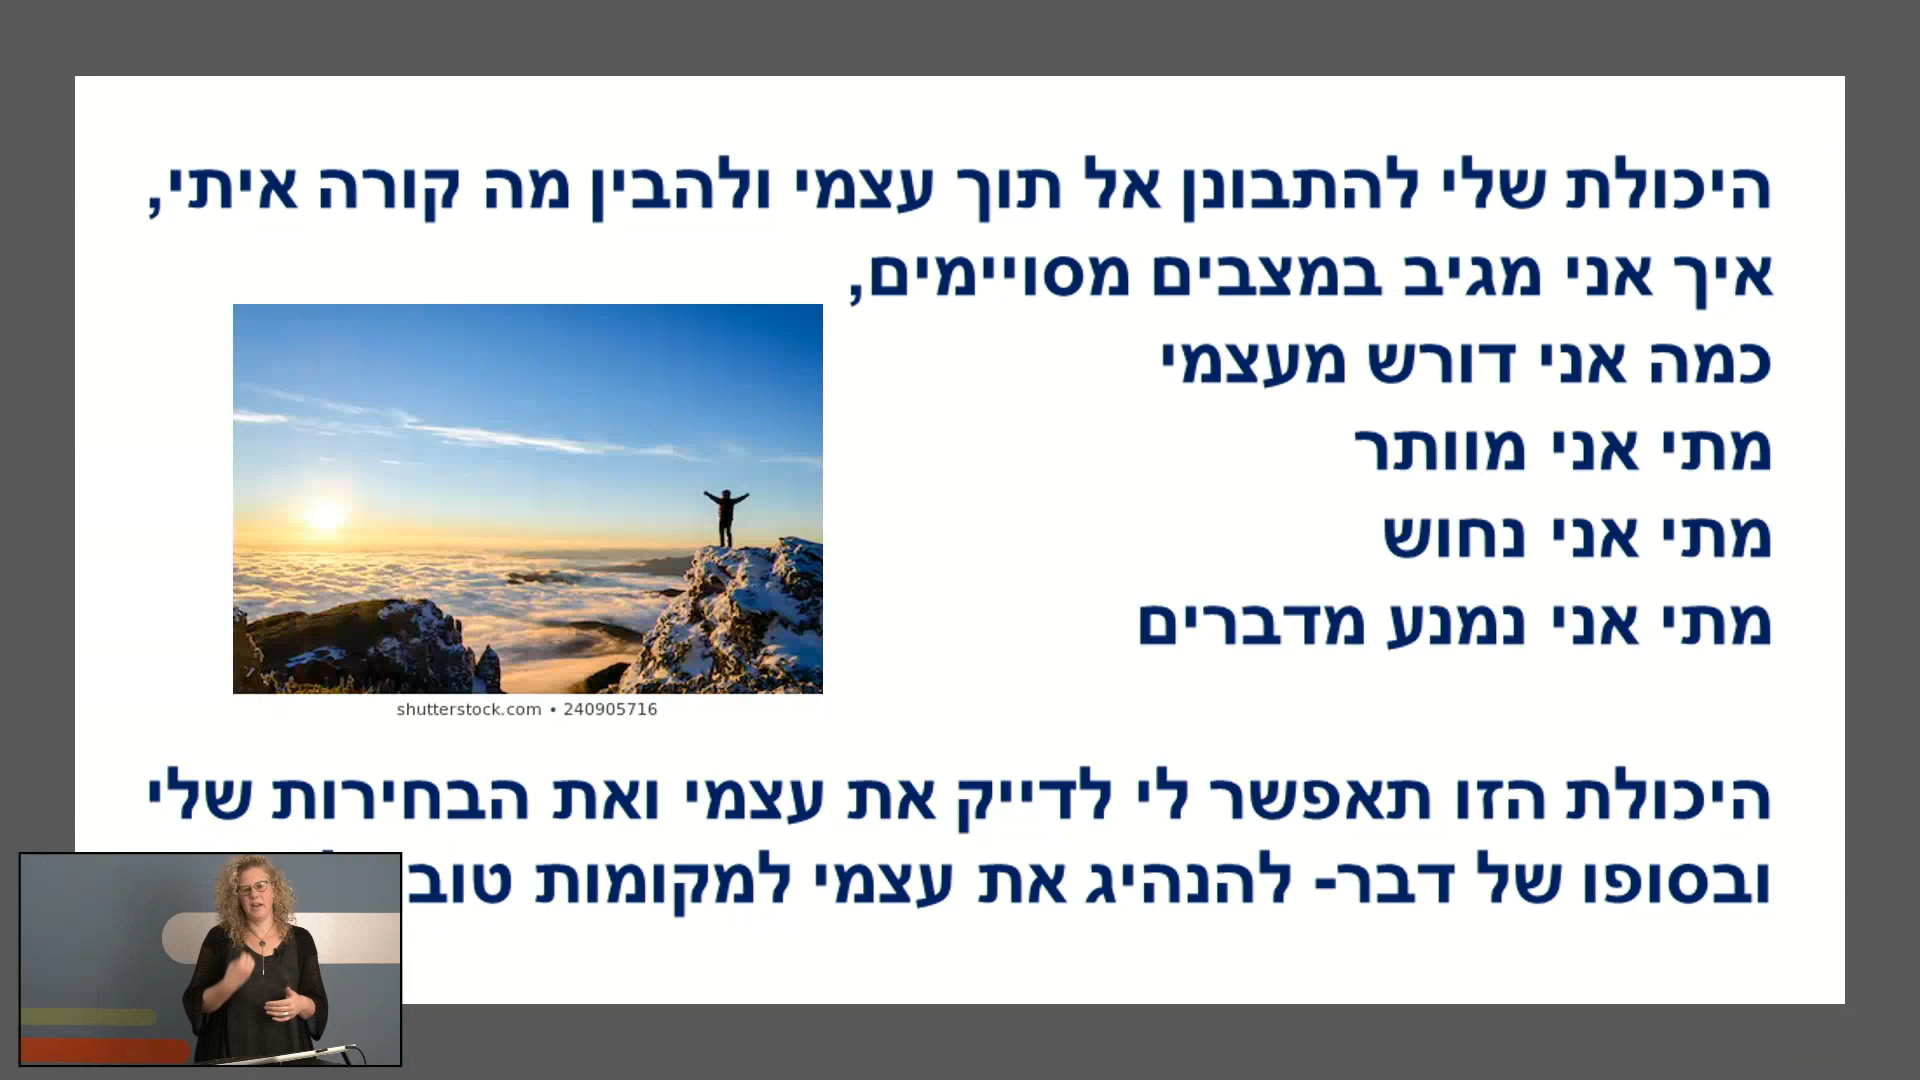 היכולת שלי להתבונן אל תוך עצמי ולהבין מה קורה איתי,
איך אני מגיב במצבים מסויימים,
כמה אני דורש מעצמי
מתי אני מוותר
מתי אני נחוש
מתי אני נמנע מדברים
shutterstock.com • 240905716
היכולת הזו תאפשר לי לדייק את עצמי ואת הבחירות שלי
ובסופו של דבר- להנהיג את עצמי למקומות